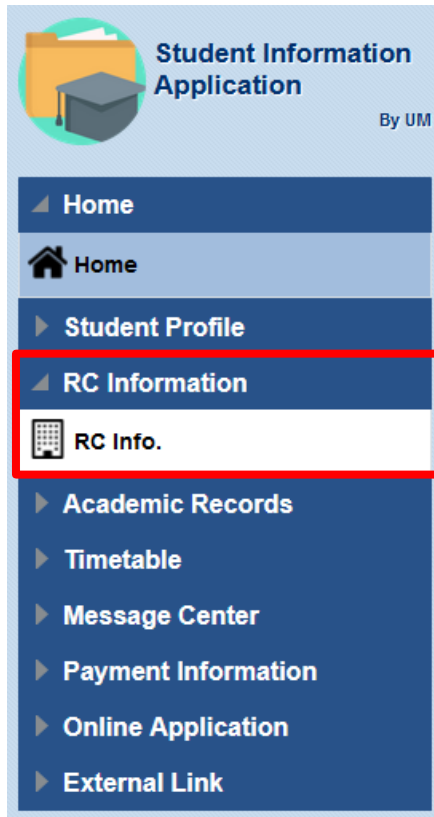 Student Information
Application
By UM
Home
Home
Student Profile
RC Information
RC Info.
Academic Records
Timetable
Message Center
Payment Information
Online Application
External Link